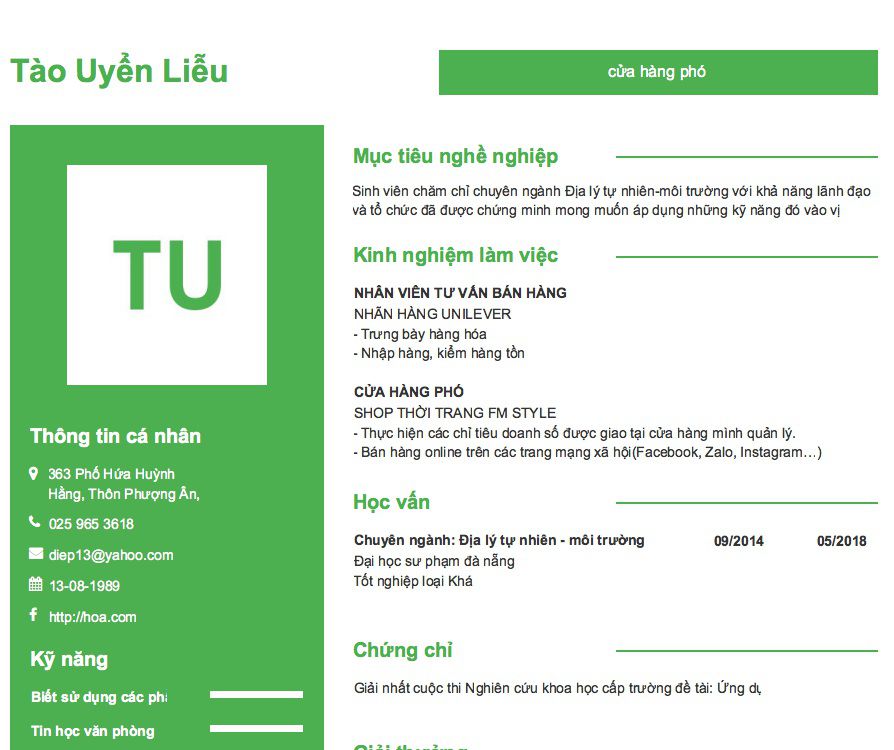 Tào Uyển Liễu
cửa hàng phó
TU
Thông tin cá nhân
363 Phố Hứa Huỳnh
Hằng, Thôn Phượng Ân,
025 965 3618
diep13@yahoo.com
13-08-1989
http://hoa.com
Kỹ năng
Biết sử dụng các
Tin học văn phòng
Mục tiêu nghề nghiệp
Sinh viên chăm chỉ chuyên ngành Địa lý tự nhiên-môi trường với khả năng lãnh đạo
và tổ chức đã được chứng minh mong muốn áp dụng những kỹ năng đó vào vị
Kinh nghiệm làm việc
NHÂN VIÊN TƯ VẤN BÁN HÀNG
NHÃN HÀNG UNILEVER
- Trưng bày hàng hóa
- Nhập hàng, kiểm hàng tồn
CỬA HÀNG PHÓ
SHOP THỜI TRANG FM STYLE
- Thực hiện các chỉ tiêu doanh số được giao tại cửa hàng mình quản lý.
- Bán hàng online trên các trang mạng xã hội(Facebook, Zalo, Instagram…)
Học vấn
Chuyên ngành: Địa lý tự nhiên - môi trường 09/2014 05/2018
Đại học sư phạm đà nẵng
Tốt nghiệp loại Khá
Chứng chỉ
Giải nhất cuộc thi Nghiên cứu khoa học cấp trường đề tài: Ứng
Giải thưởng